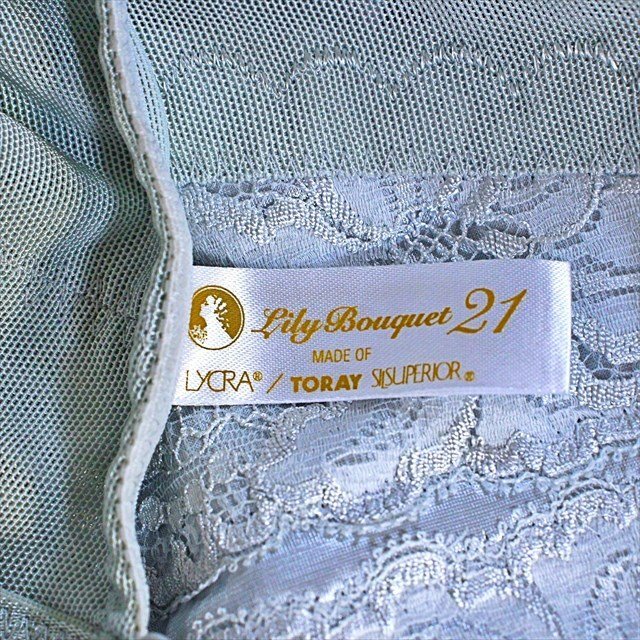 Lily Bouquet 21
MADE OF
LYCRA® / TORAY SILSUPERIOR®